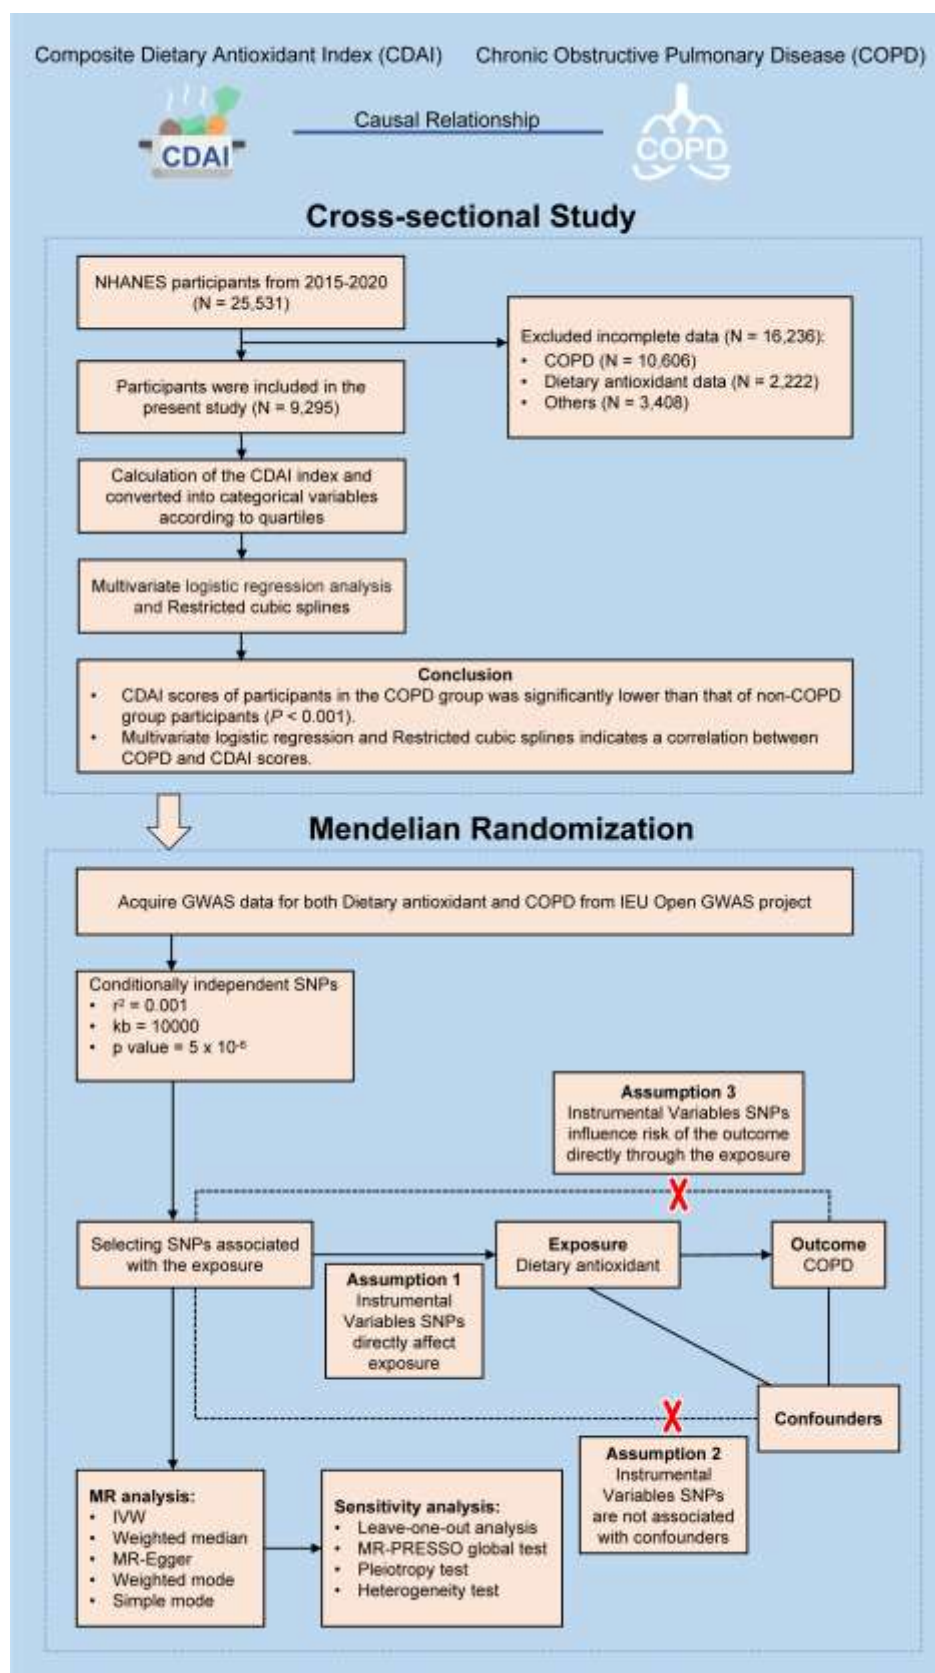 Composite Dietary Antioxidant Index (CDAI)
Chronic Obstructive Pulmonary Disease (COPD)
Causal Relationship
CDAI
COPD
Cross-sectional Study
NHANES participants from 2015-2020
(N = 25,531)
Excluded incomplete data (N = 16,236):
• COPD (N = 10,606)
• Dietary antioxidant data (N = 2,222)
• Others (N = 3,408)
Participants were included in the
present study (N = 9,295)
Calculation of the CDAI index and
converted into categorical variables
according to quartiles
Multivariate logistic regression analysis
and Restricted cubic splines
Conclusion
• CDAI scores of participants in the COPD group was significantly lower than that of non-COPD
group participants (P < 0.001).
• Multivariate logistic regression and Restricted cubic splines indicates a correlation between
COPD and CDAI scores.
Mendelian Randomization
Acquire GWAS data for both Dietary antioxidant and COPD from IEU Open GWAS project
Conditionally independent SNPs
• r² = 0.001
• kb = 10000
• p value = 5 x
Assumption 3
Instrumental Variables SNPs
influence risk of the outcome
directly through the exposure
X
Selecting SNPs associated
with the exposure
Exposure
Dietary antioxidant
Outcome
COPD
Assumption 1
Instrumental
Variables SNPs
directly affect
exposure
Confounders
X
Assumption 2
Instrumental
Variables SNPs
are not associated
with confounders
MR analysis:
• IVW
• Weighted median
• MR-Egger
• Weighted mode
• Simple mode
Sensitivity analysis:
• Leave-one-out analysis
• MR-PRESSO global test
• Pleiotropy test
• Heterogeneity test